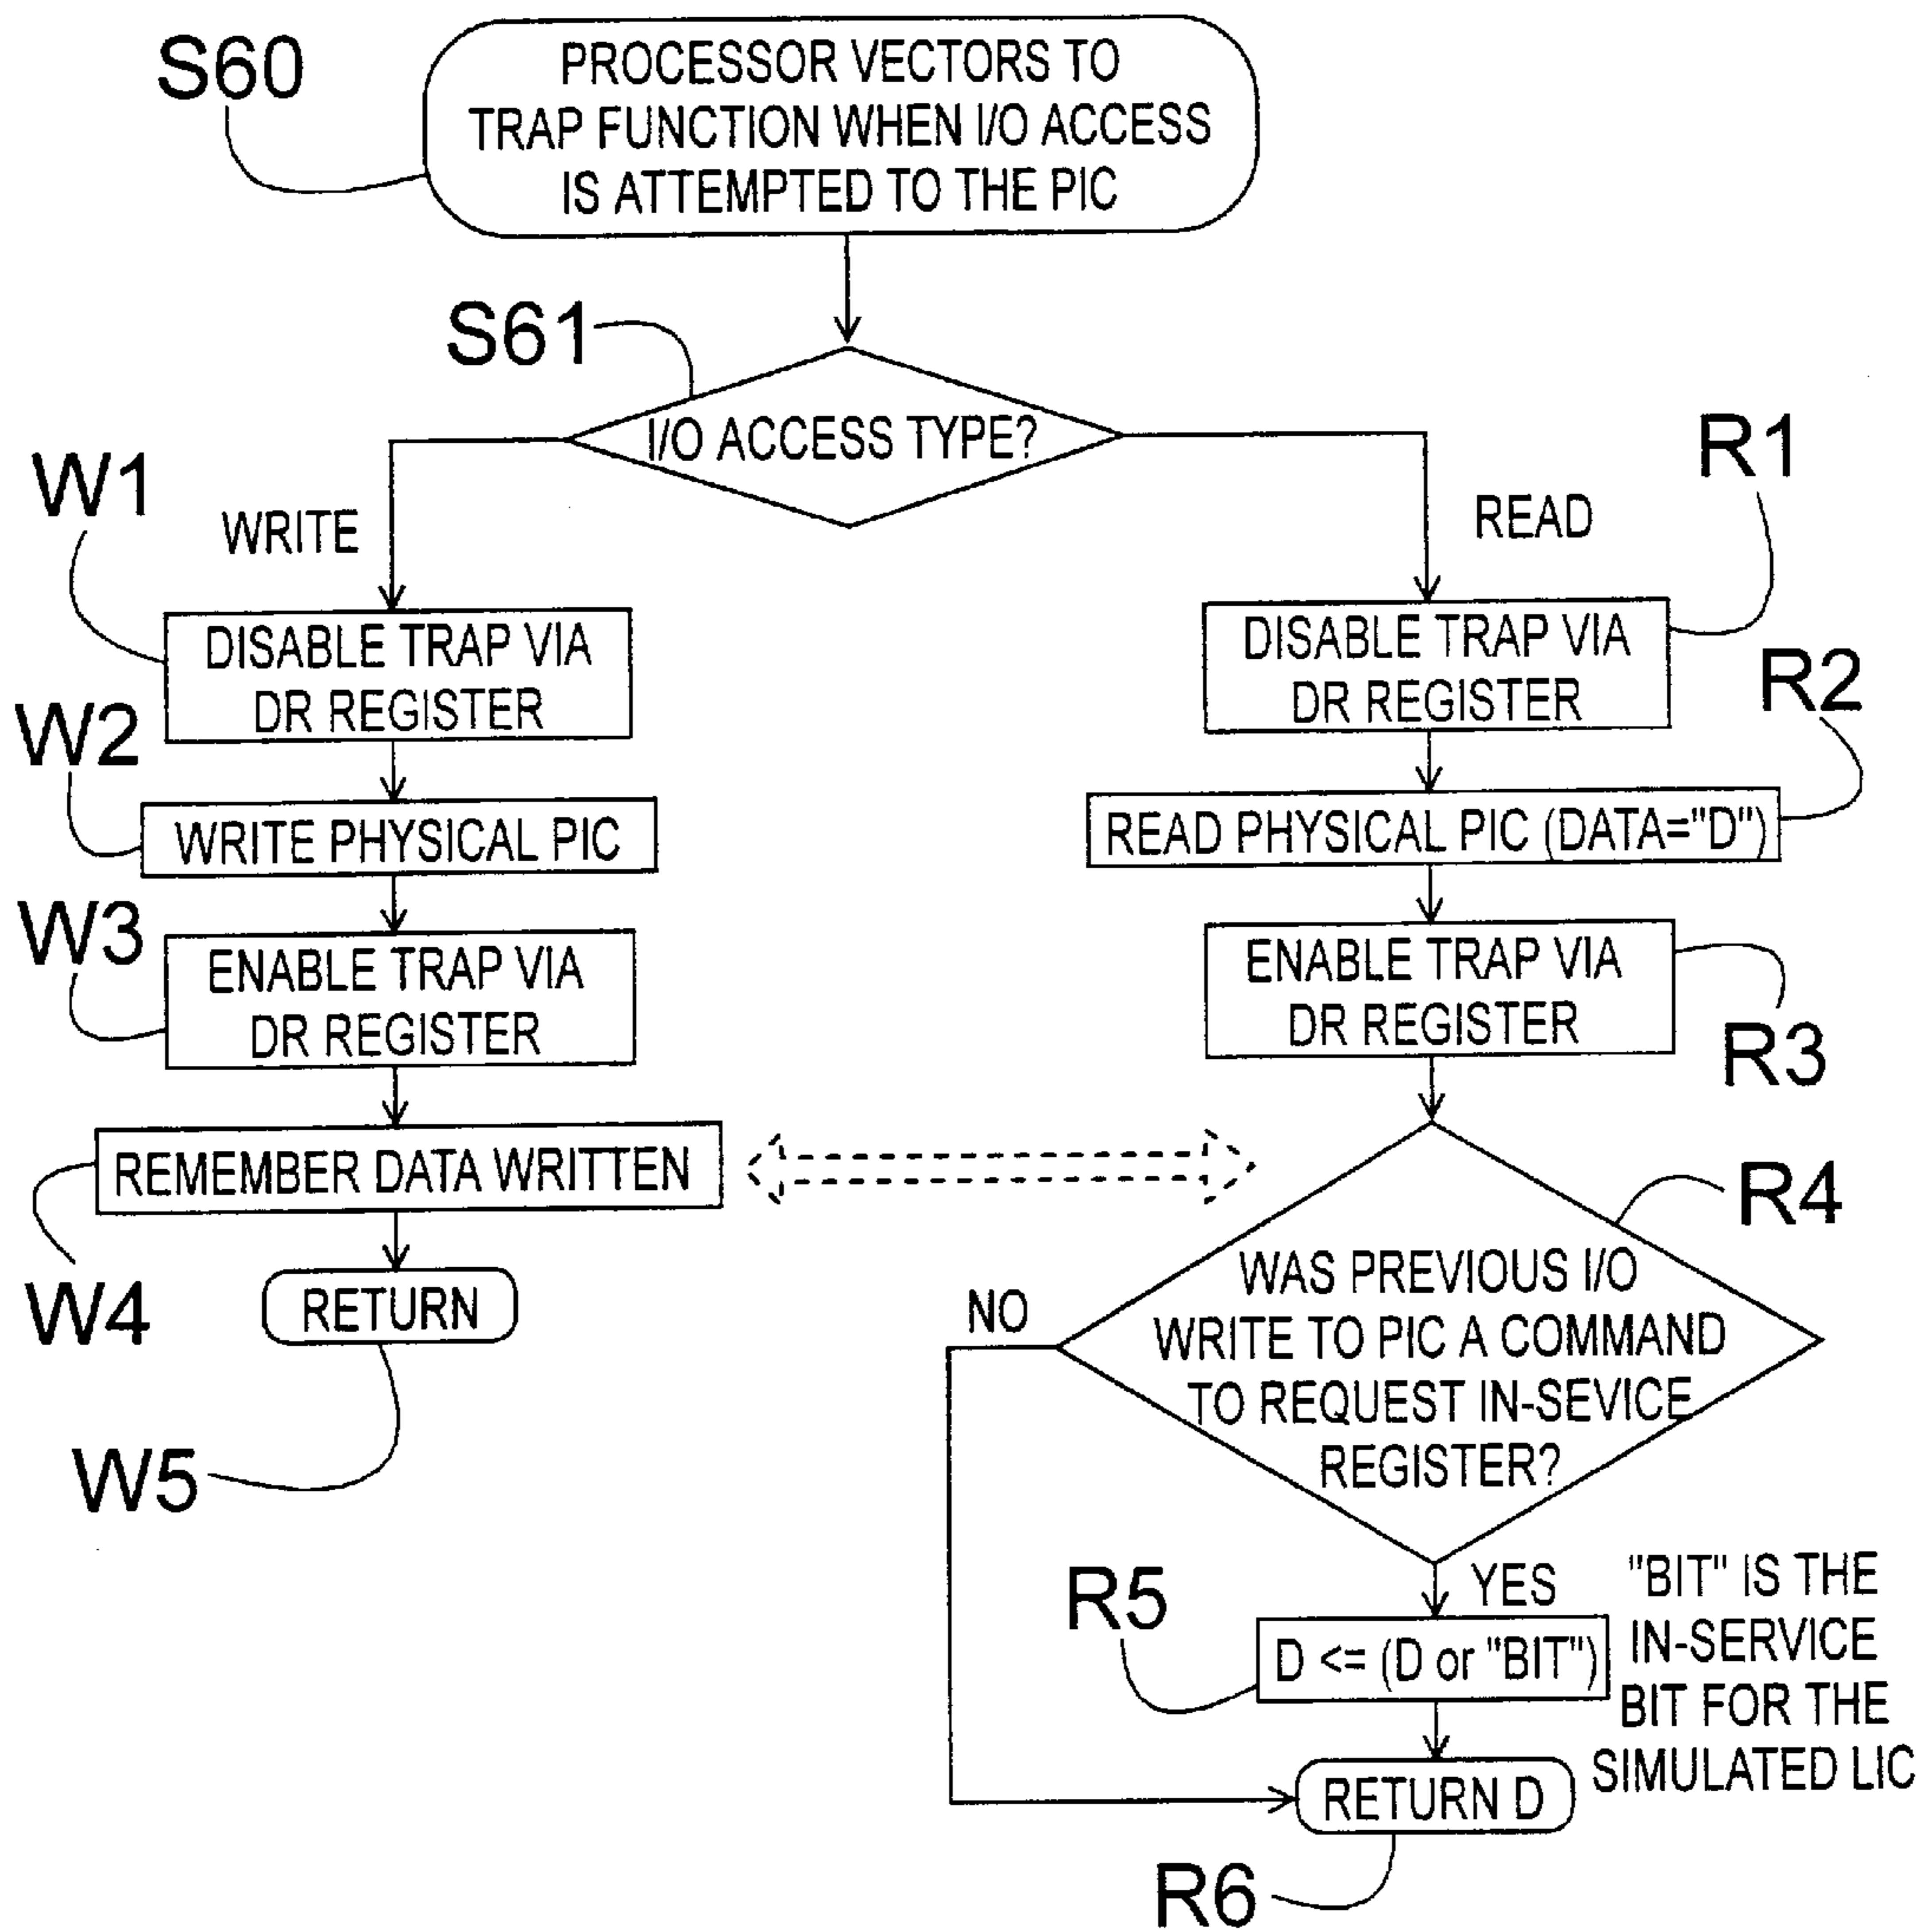 S60
PROCESSOR VECTORS TO
TRAP FUNCTION WHEN I/O ACCESS
IS ATTEMPTED TO THE PIC
S61
I/O ACCESS TYPE?
W1
WRITE
DISABLE TRAP VIA
DR REGISTER
W2
WRITE PHYSICAL PIC
W3
ENABLE TRAP VIA
DR REGISTER
REMEMBER DATA WRITTEN
W4
RETURN
W5
R1
READ
DISABLE TRAP VIA
DR REGISTER
R2
READ PHYSICAL PIC (DATA="D")
ENABLE TRAP VIA
DR REGISTER
R3
R4
WAS PREVIOUS I/O
WRITE TO PIC A COMMAND
TO REQUEST IN-SEVICE
REGISTER?
NO
YES
R5
D <= (D or "BIT")
"BIT" IS THE
IN-SERVICE
BIT FOR THE
SIMULATED LIC
RETURN D
R6